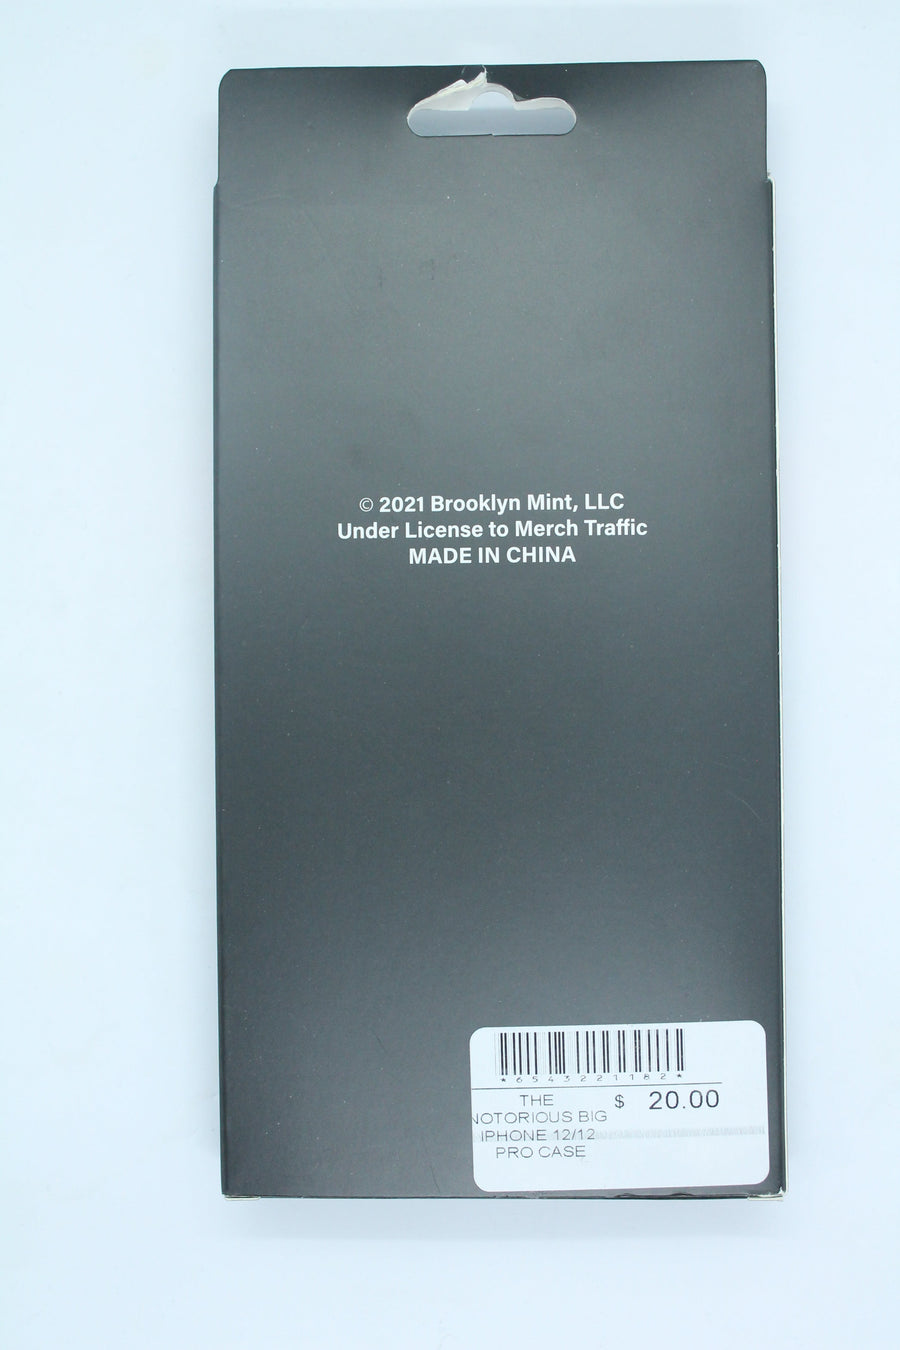 © 2021 Brooklyn Mint, LLC
Under License to Merch Traffic
MADE IN CHINA
*6543221182*
THE
NOTORIOUS BIG
IPHONE 12/12
PRO CASE
$ 20.00